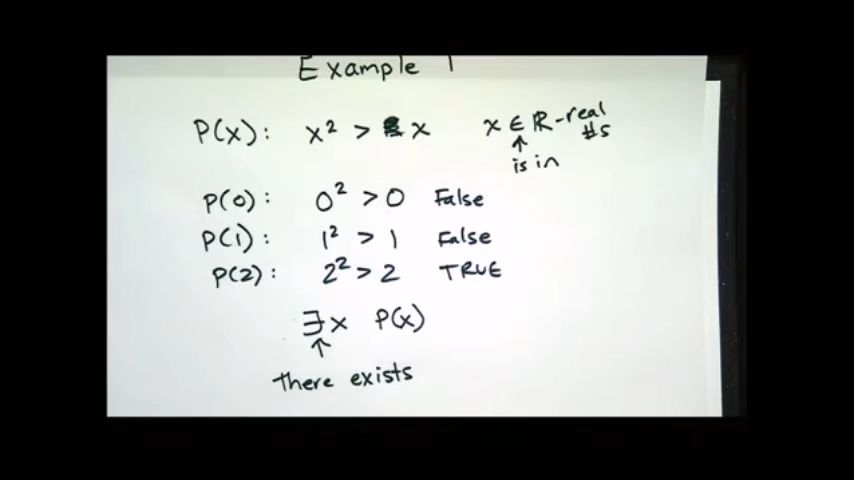 Example 1
P(x): x² > x x ∈ ℝ - real #s
↑
is in
P(0): 0² > 0 False
P(1): 1² > 1 False
P(2): 2² > 2 TRUE
∃x P(x)
↑
there exists